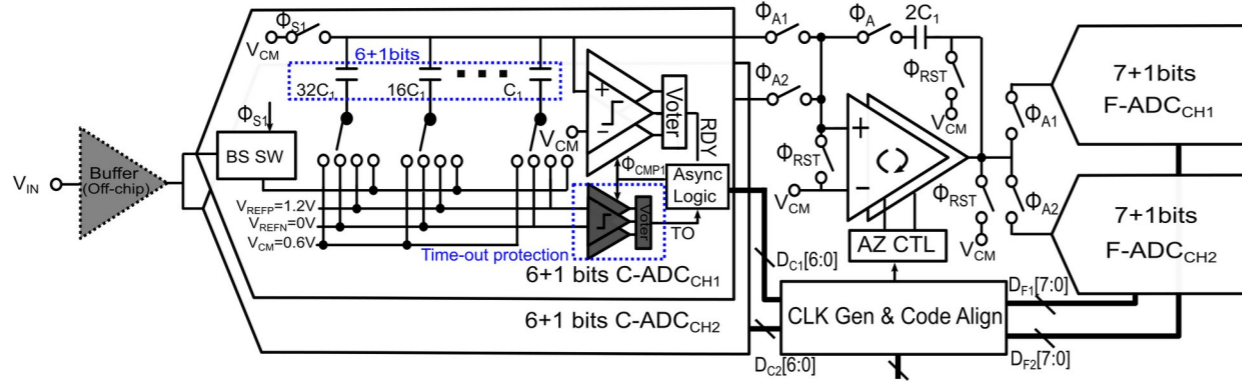 Φ_S1
V_CM
6+1bits
32C_1
16C_1
C_1
Φ_S1
BS SW
Buffer
(Off-chip)
V_IN
V_CM
Voter
RDY
Φ_CMP1
Async
Logic
V_REFP=1.2V
V_REFN=0V
V_CM=0.6V
Voter
TO
Time-out protection
6+1 bits C-ADC_CH1
6+1 bits C-ADC_CH2
Φ_A1
Φ_A2
Φ_A
2C_1
Φ_RST
V_CM
Φ_RST
V_CM
Φ_RST
V_CM
AZ CTL
Φ_A1
Φ_A2
7+1bits
F-ADC_CH1
7+1bits
F-ADC_CH2
D_C1[6:0]
D_C2[6:0]
CLK Gen & Code Align
D_F1[7:0]
D_F2[7:0]